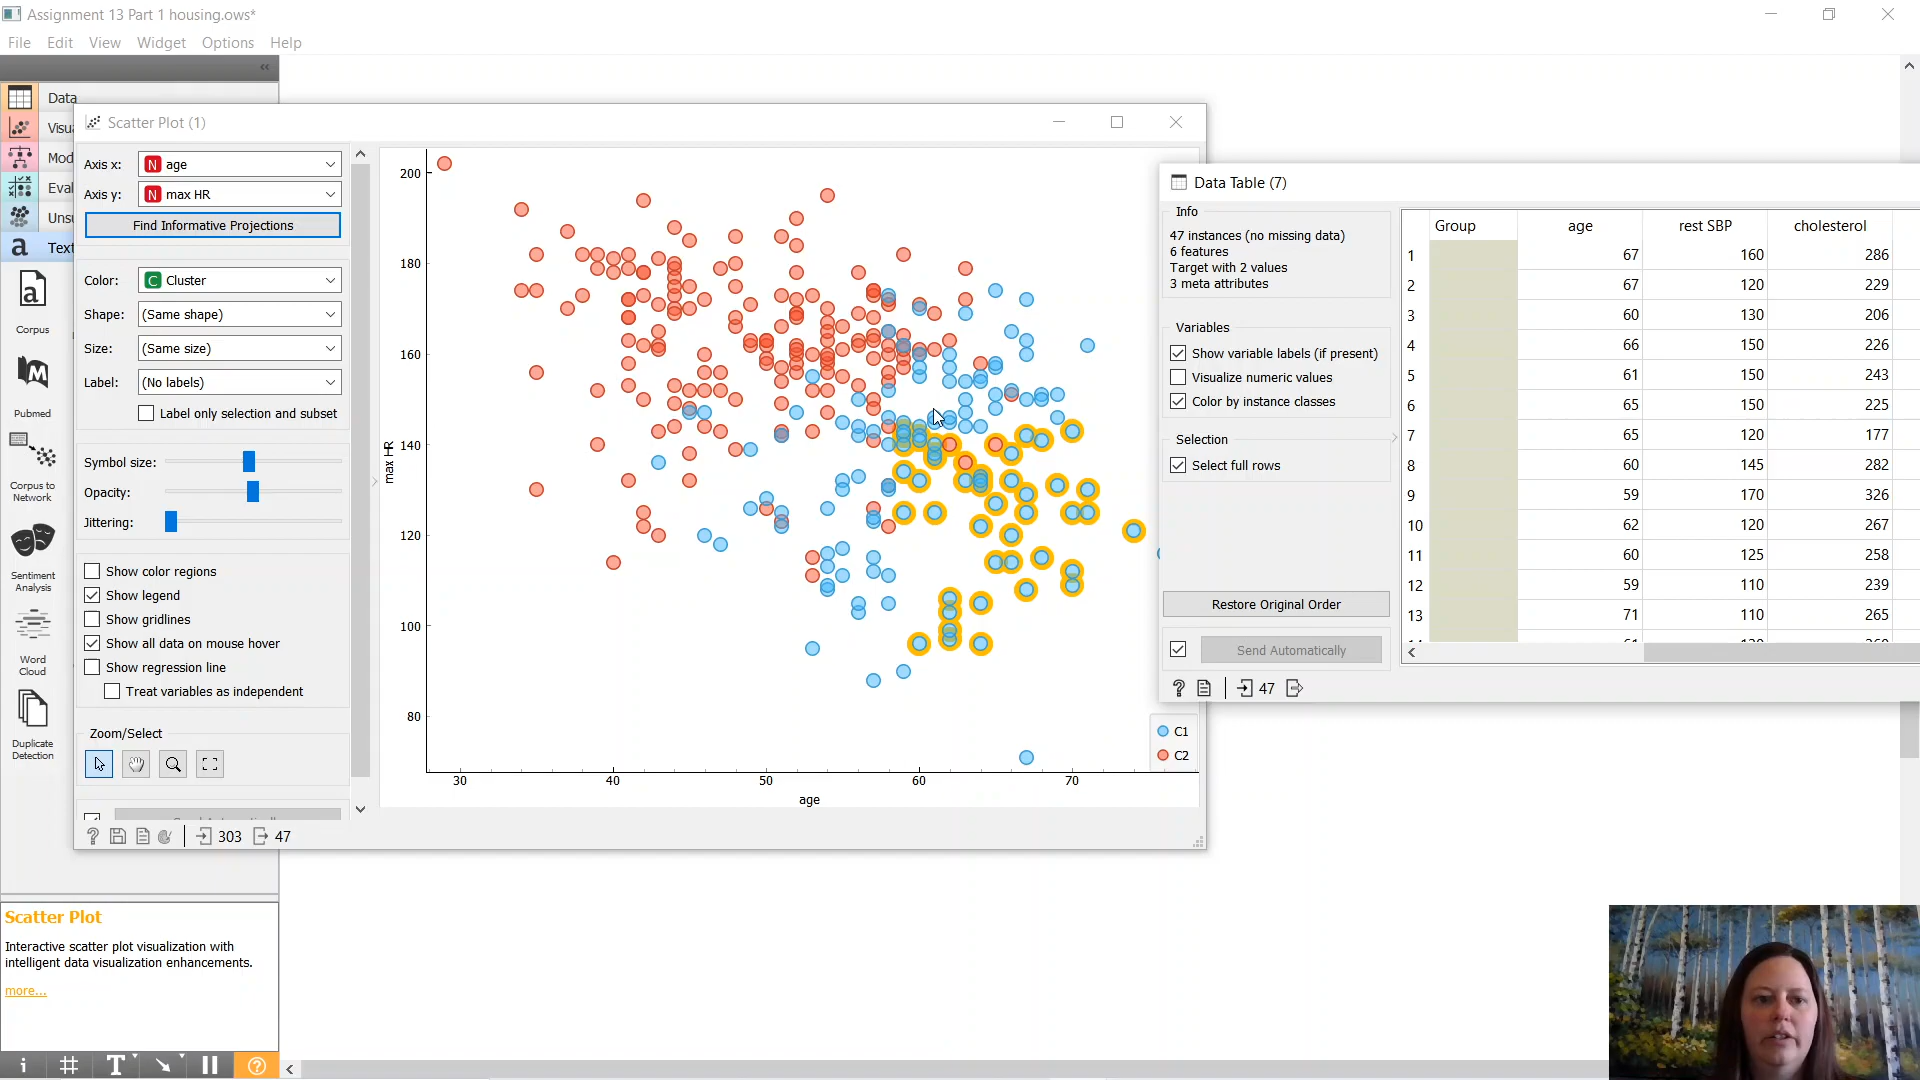 Assignment 13 Part 1 housing.ows*
File Edit View Widget Options Help
Data
Visu
Mod
Eval
Unsu
Text
Corpus
Pubmed
Corpus to
Network
Sentiment
Analysis
Word
Cloud
Duplicate
Detection
Scatter Plot
Interactive scatter plot visualization with
intelligent data visualization enhancements.
more...
Scatter Plot (1)
Axis x: N age
Axis y: N max HR
Find Informative Projections
Color: C Cluster
Shape: (Same shape)
Size: (Same size)
Label: (No labels)
Label only selection and subset
Symbol size:
Opacity:
Jittering:
Show color regions
Show legend
Show gridlines
Show all data on mouse hover
Show regression line
Treat variables as independent
Zoom/Select
303 47
max HR
200
180
160
140
120
100
80
30 40 50 60 70
age
C1
C2
Data Table (7)
Info
47 instances (no missing data)
6 features
Target with 2 values
3 meta attributes
Variables
Show variable labels (if present)
Visualize numeric values
Color by instance classes
Selection
Select full rows
Restore Original Order
Send Automatically
47
Group age rest SBP cholesterol
1 67 160 286
2 67 120 229
3 60 130 206
4 66 150 226
5 61 150 243
6 65 150 225
7 65 120 177
8 60 145 282
9 59 170 326
10 62 120 267
11 60 125 258
12 59 110 239
13 71 110 265